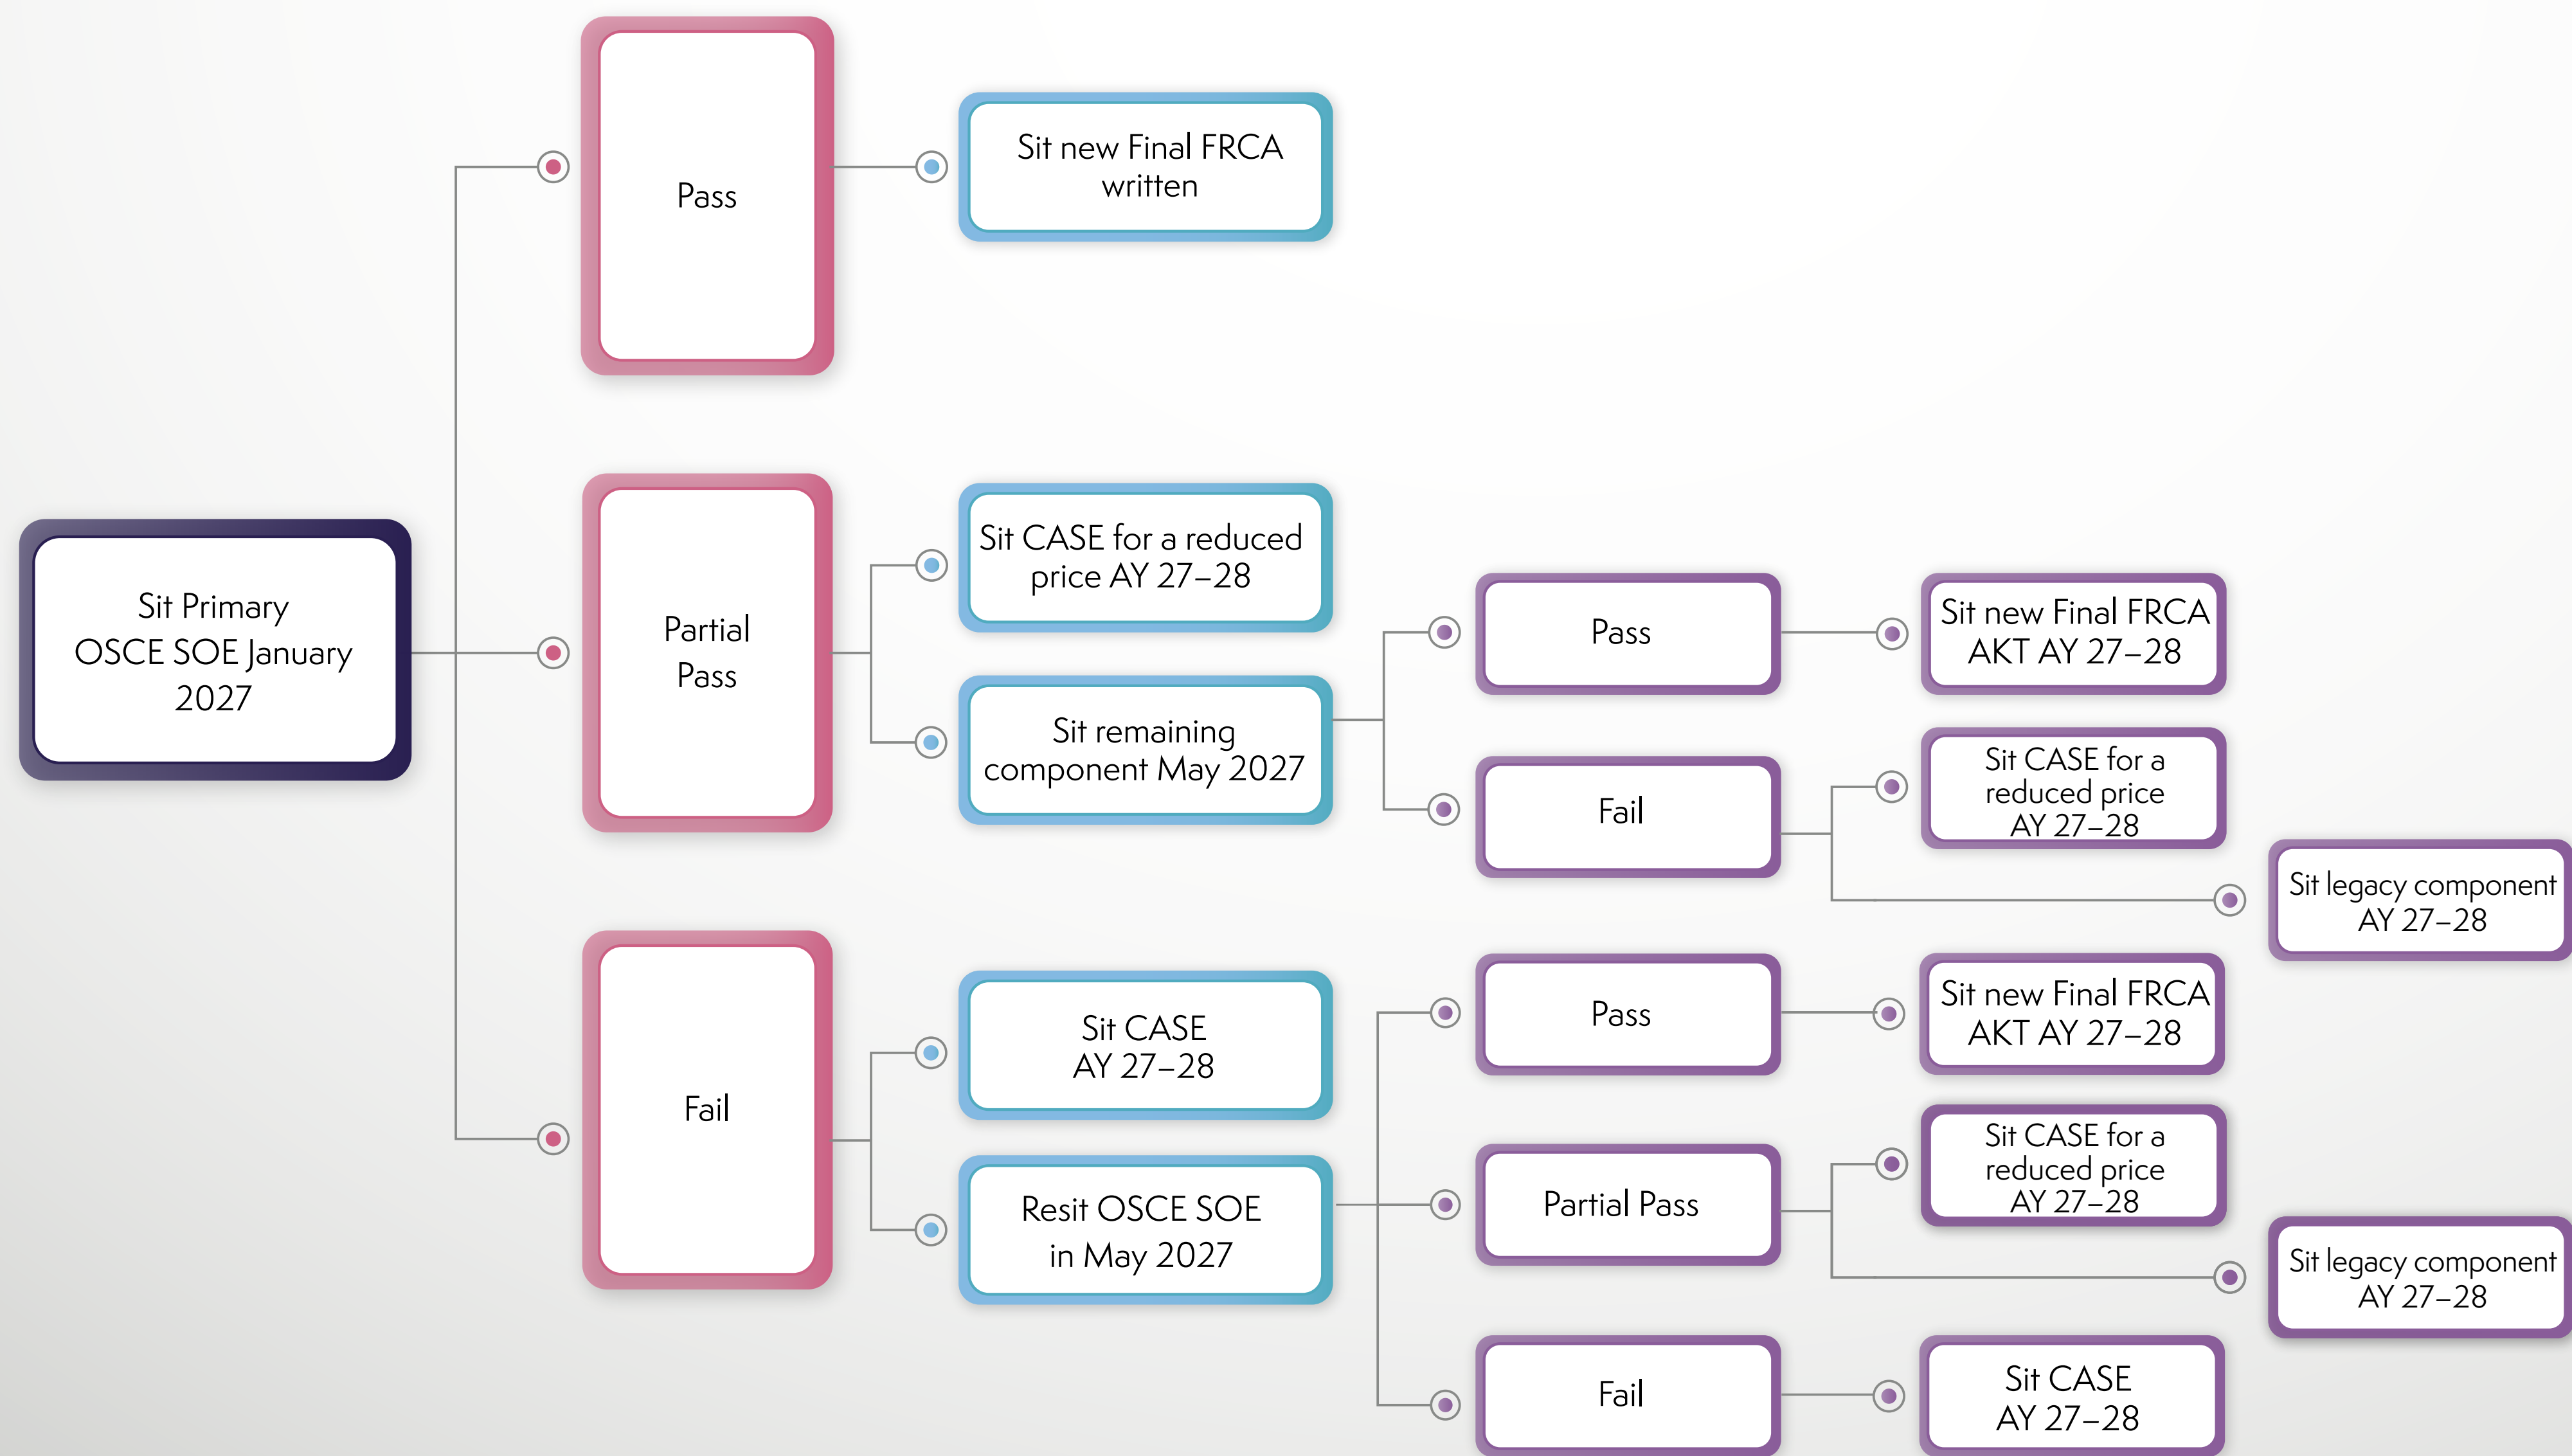 Sit Primary
OSCE SOE January
2027
Pass
Sit new Final FRCA
written
Partial
Pass
Sit CASE for a reduced
price AY 27–28
Sit remaining
component May 2027
Pass
Sit new Final FRCA
AKT AY 27–28
Fail
Sit CASE for a
reduced price
AY 27–28
Sit legacy component
AY 27–28
Fail
Sit CASE
AY 27–28
Resit OSCE SOE
in May 2027
Pass
Sit new Final FRCA
AKT AY 27–28
Partial Pass
Sit CASE for a
reduced price
AY 27–28
Sit legacy component
AY 27–28
Fail
Sit CASE
AY 27–28